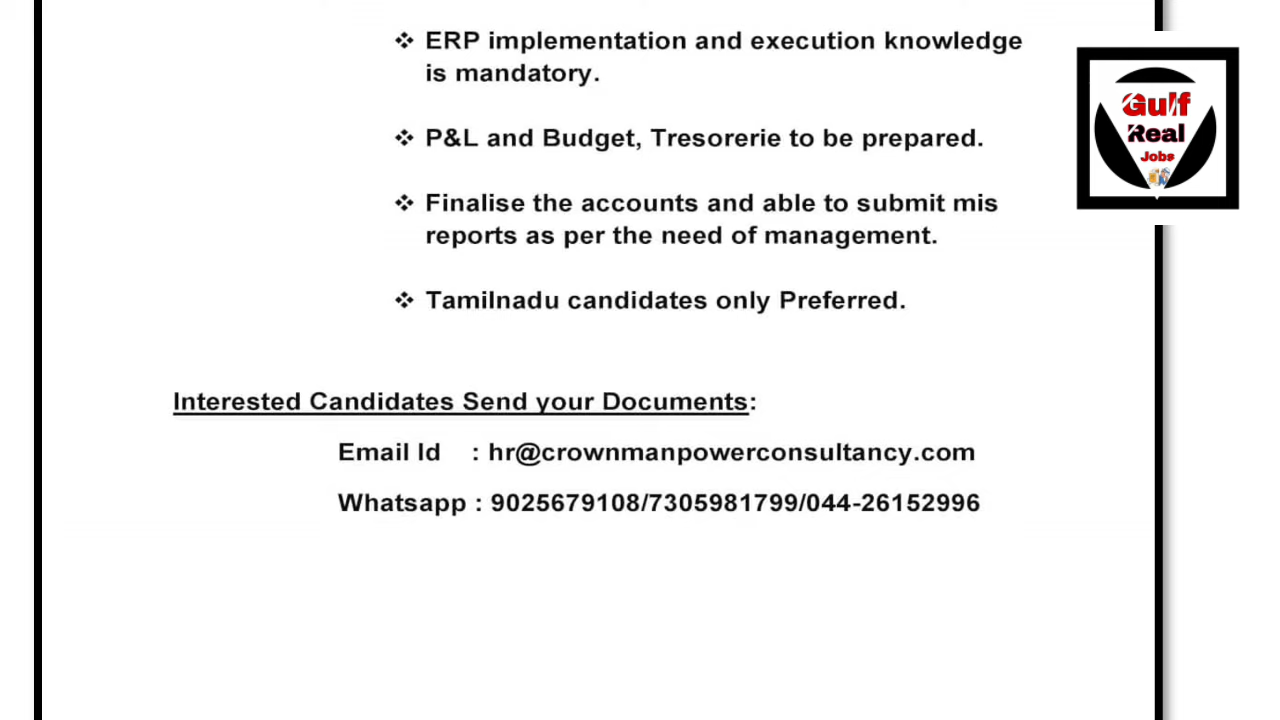 ❖ ERP implementation and execution knowledge
is mandatory.
❖ P&L and Budget, Tresorerie to be prepared.
❖ Finalise the accounts and able to submit mis
reports as per the need of management.
❖ Tamilnadu candidates only Preferred.
Interested Candidates Send your Documents:
Email Id : hr@crownmanpowerconsultancy.com
Whatsapp : 9025679108/7305981799/044-26152996
Gulf
Real
Jobs